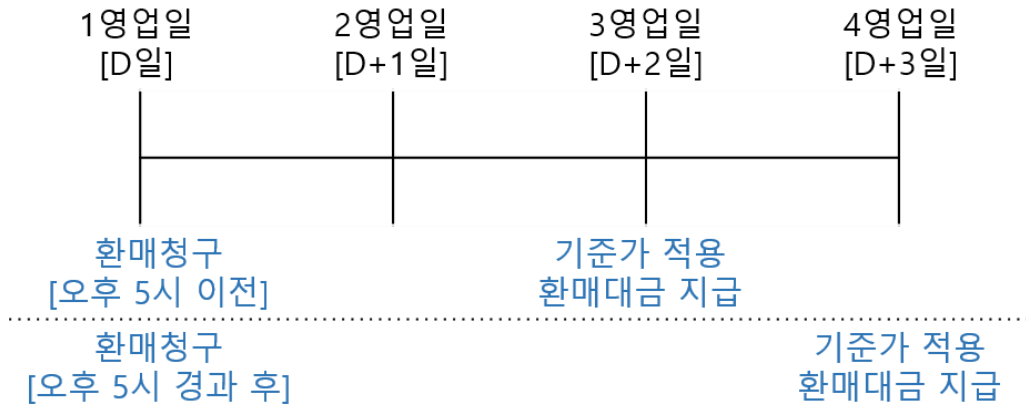 1영업일 2영업일 3영업일 4영업일
[D일] [D+1일] [D+2일] [D+3일]
환매청구 기준가 적용
[오후 5시 이전] 환매대금 지급
환매청구 기준가 적용
[오후 5시 경과 후] 환매대금 지급